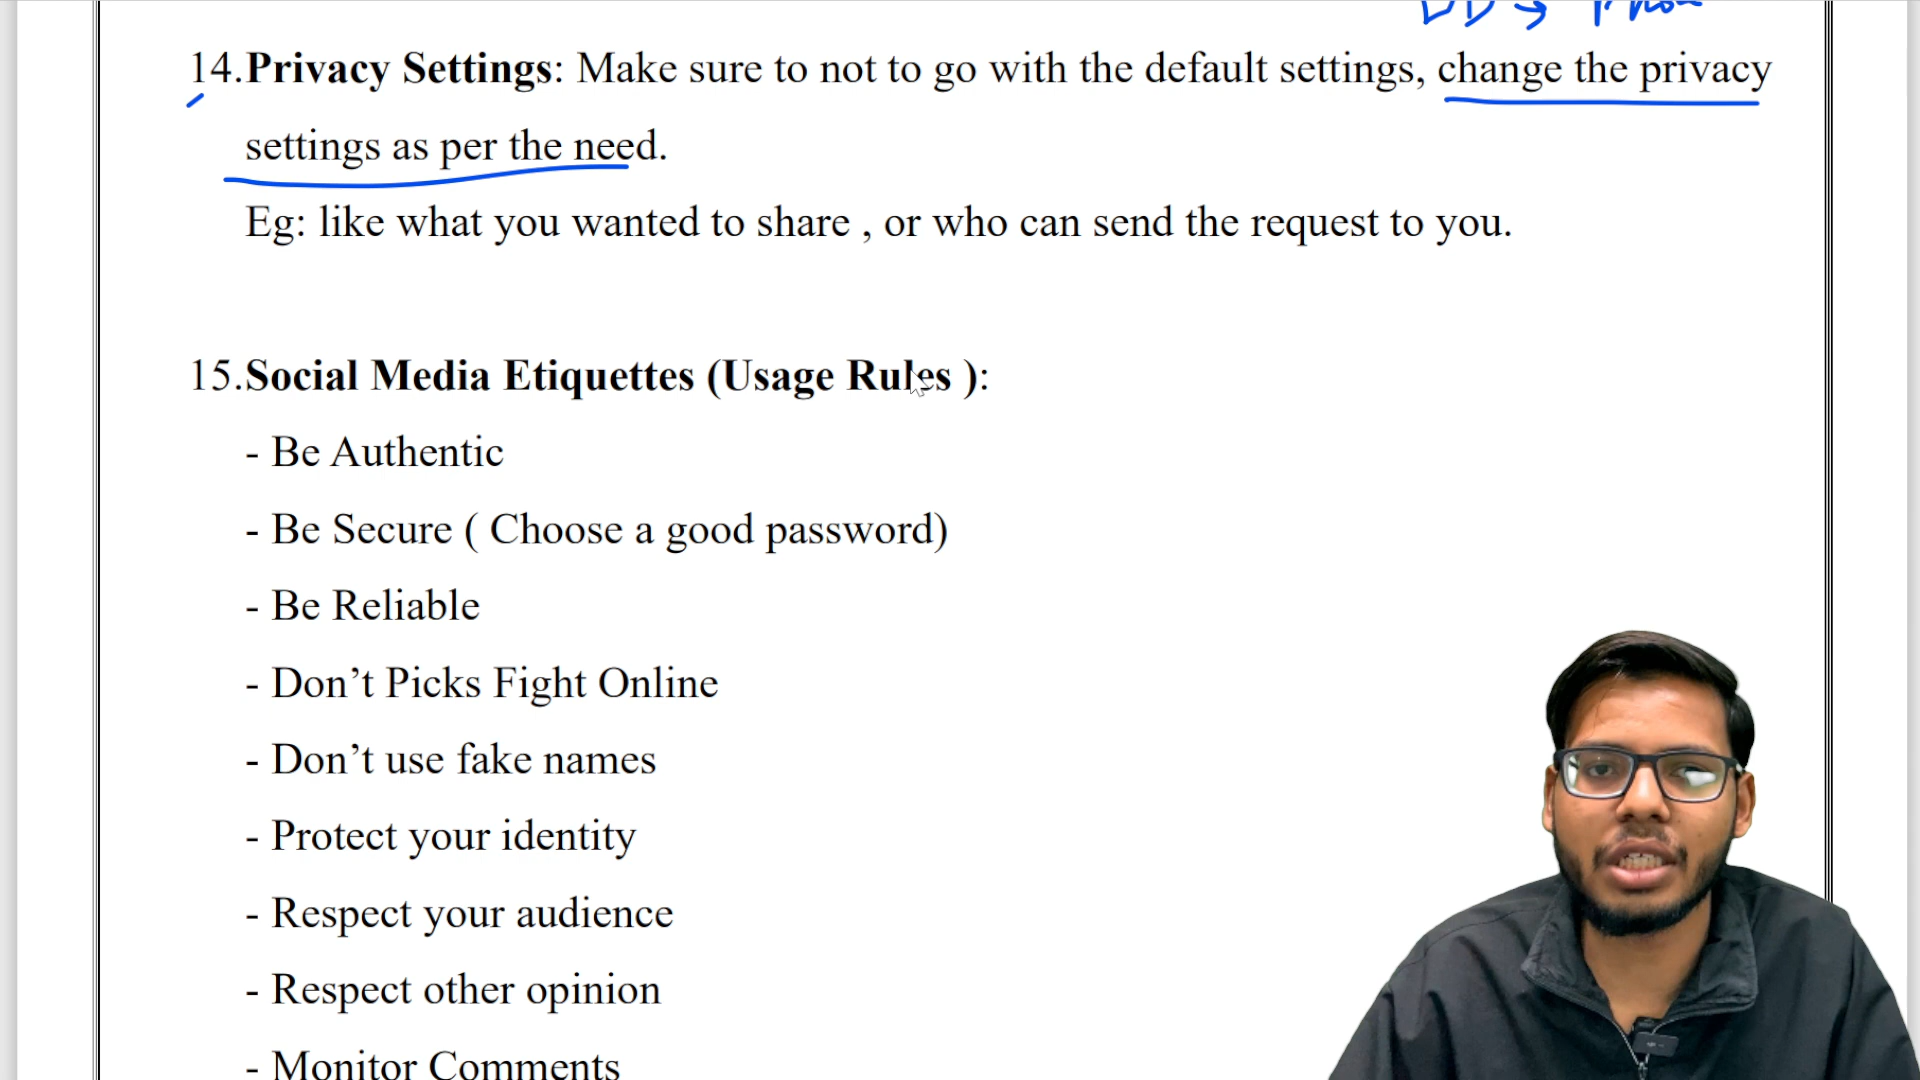 14.Privacy Settings: Make sure to not to go with the default settings, change the privacy
settings as per the need.
Eg: like what you wanted to share , or who can send the request to you.
15.Social Media Etiquettes (Usage Rules ):
- Be Authentic
- Be Secure ( Choose a good password)
- Be Reliable
- Don’t Picks Fight Online
- Don’t use fake names
- Protect your identity
- Respect your audience
- Respect other opinion
- Monitor Comments